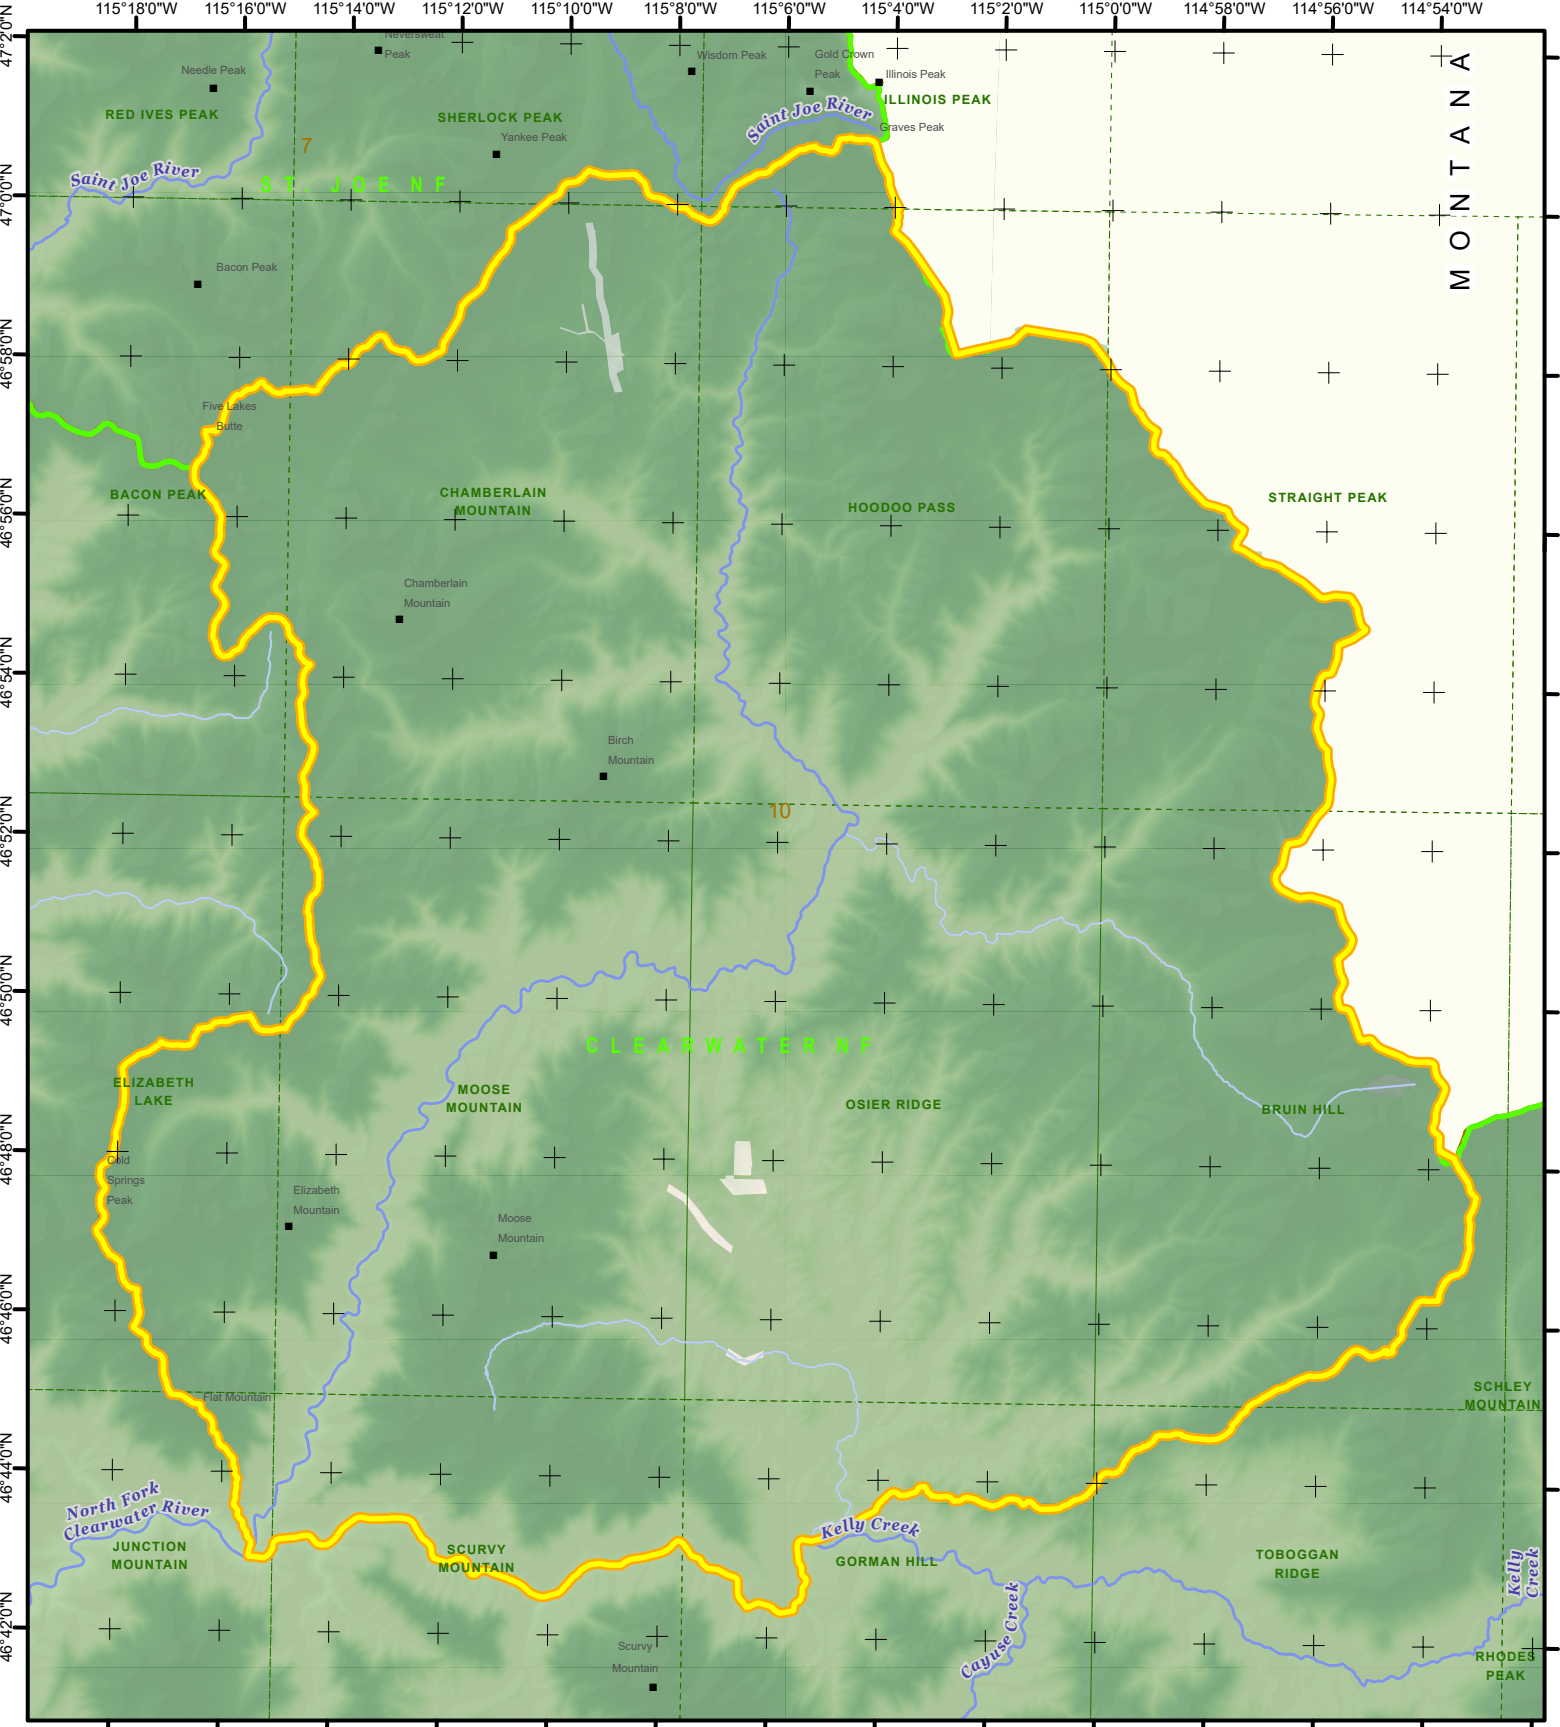 115°18'0"W 115°16'0"W 115°14'0"W 115°12'0"W 115°10'0"W 115°8'0"W 115°6'0"W 115°4'0"W 115°2'0"W 115°0'0"W 114°58'0"W 114°56'0"W 114°54'0"W
47°2'0"N
47°0'0"N
46°58'0"N
46°56'0"N
46°54'0"N
46°52'0"N
46°50'0"N
46°48'0"N
46°46'0"N
46°44'0"N
46°42'0"N
Neversweat
Peak
Wisdom Peak
Gold Crown
Peak
Needle Peak
Illinois Peak
ILLINOIS PEAK
RED IVES PEAK
SHERLOCK PEAK
Saint Joe River
Graves Peak
Yankee Peak
7
Saint Joe River
ST. JOE NF
MONTANA
Bacon Peak
Five Lakes
Butte
BACON PEAK
CHAMBERLAIN
MOUNTAIN
HOODOO PASS
STRAIGHT PEAK
Chamberlain
Mountain
Birch
Mountain
10
CLEARWATER NF
ELIZABETH
LAKE
MOOSE
MOUNTAIN
OSIER RIDGE
BRUIN HILL
Cold
Springs
Peak
Elizabeth
Mountain
Moose
Mountain
Flat Mountain
SCHLEY
MOUNTAIN
North Fork
Clearwater River
JUNCTION
MOUNTAIN
SCURVY
MOUNTAIN
Kelly Creek
GORMAN HILL
TOBOGGAN
RIDGE
Kelly
Creek
Cayuse Creek
Scurvy
Mountain
RHODES
PEAK